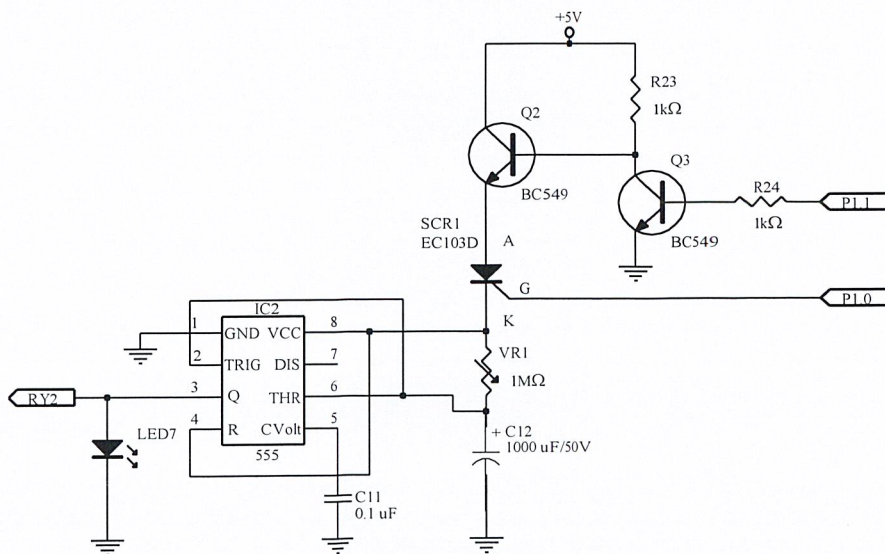 +5V
R23
1kΩ
Q2
BC549
Q3
BC549
R24
1kΩ
P1.1
SCR1
EC103D
A
G
K
P1.0
IC2
1
GND
VCC
8
2
TRIG
DIS
7
3
Q
THR
6
4
R
CVolt
5
555
RY2
LED7
VR1
1MΩ
+
C12
1000 uF/50V
C11
0.1 uF